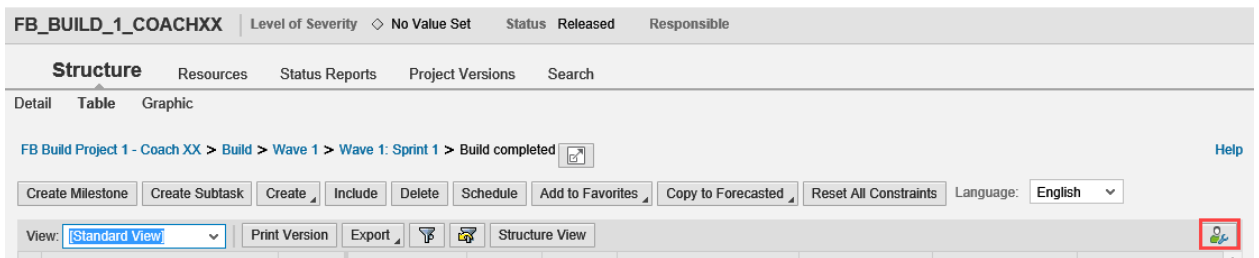 FB_BUILD_1_COACHXX Level of Severity No Value Set Status Released Responsible
Structure Resources Status Reports Project Versions Search
Detail Table Graphic
FB Build Project 1 - Coach XX > Build > Wave 1 > Wave 1: Sprint 1 > Build completed Help
Create Milestone Create Subtask Create Include Delete Schedule Add to Favorites Copy to Forecasted Reset All Constraints Language: English
View: [Standard View] Print Version Export Structure View